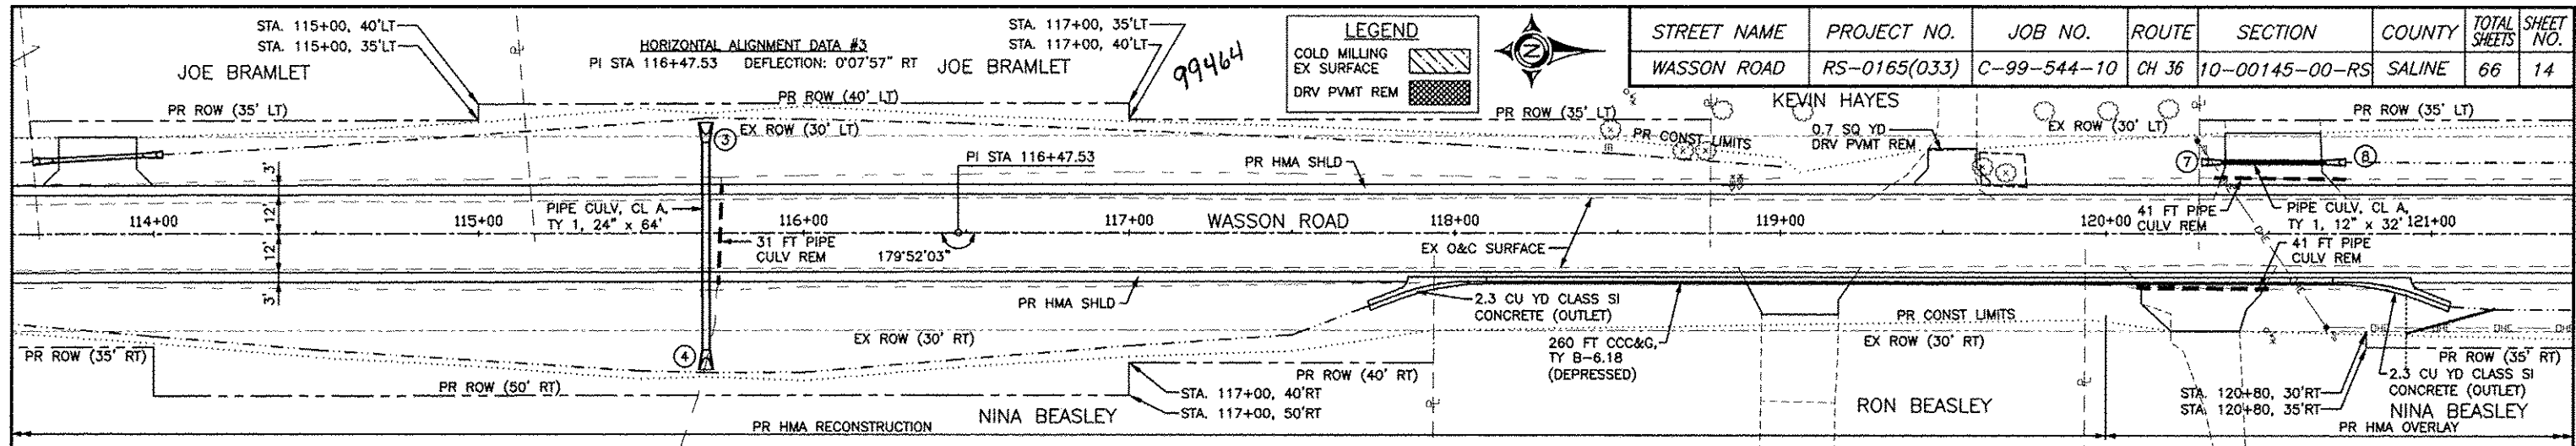 STA. 115+00, 40'LT
STA. 115+00, 35'LT
JOE BRAMLET
HORIZONTAL ALIGNMENT DATA #3
PI STA 116+47.53 DEFLECTION: 0°07'57" RT
STA. 117+00, 35'LT
STA. 117+00, 40'LT
JOE BRAMLET
99464
LEGEND
COLD MILLING
EX SURFACE
DRV PVMT REM
N
STREET NAME PROJECT NO. JOB NO. ROUTE SECTION COUNTY TOTAL SHEETS SHEET NO.
WASSON ROAD RS-0165(033) C-99-544-10 CH 36 10-00145-00-RS SALINE 66 14
PR ROW (35' LT)
PR ROW (40' LT)
EX ROW (30' LT)
PR ROW (35' LT)
KEVIN HAYES
PR CONST LIMITS
0.7 SQ YD
DRV PVMT REM
EX ROW (30' LT)
PR ROW (35' LT)
3
7
8
PI STA 116+47.53
PR HMA SHLD
3'
12'
12'
3'
114+00
115+00
PIPE CULV, CL A,
TY 1, 24" x 64'
116+00
117+00
WASSON ROAD
118+00
119+00
120+00
121+00
41 FT PIPE
CULV REM
PIPE CULV, CL A,
TY 1, 12" x 32'
31 FT PIPE
CULV REM
179°52'03"
EX O&C SURFACE
41 FT PIPE
CULV REM
PR HMA SHLD
2.3 CU YD CLASS SI
CONCRETE (OUTLET)
PR CONST LIMITS
EX ROW (30' RT)
260 FT CCC&G,
TY B-6.18
(DEPRESSED)
EX ROW (30' RT)
OHE OHE OHE OHE
PR ROW (35' RT)
4
PR ROW (50' RT)
PR ROW (40' RT)
PR ROW (35' RT)
STA. 117+00, 40'RT
STA. 117+00, 50'RT
NINA BEASLEY
RON BEASLEY
2.3 CU YD CLASS SI
CONCRETE (OUTLET)
STA. 120+80, 30'RT
STA. 120+80, 35'RT
NINA BEASLEY
PR HMA RECONSTRUCTION
PR HMA OVERLAY